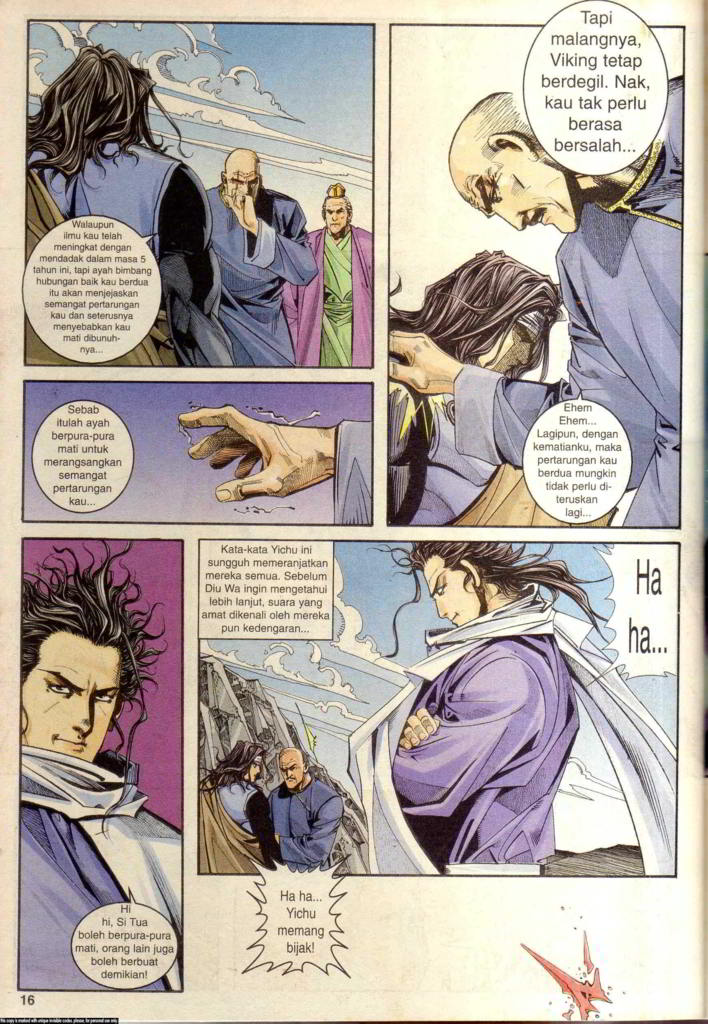 Walaupun
ilmu kau telah
meningkat dengan
mendadak dalam masa 5
tahun ini, tapi ayah bimbang
hubungan baik kau berdua
itu akan menjejaskan
semangat pertarungan
kau dan seterusnya
menyebabkan kau
mati dibunuh-
nya...
Tapi
malangnya,
Viking tetap
berdegil. Nak,
kau tak perlu
berasa
bersalah...
Sebab
itulah ayah
berpura-pura
mati untuk
merangsangkan
semangat
pertarungan
kau...
Ehem
Ehem...
Lagipun, dengan
kematianku, maka
pertarungan kau
berdua mungkin
tidak perlu di-
teruskan
lagi...
Kata-kata Yichu ini
sungguh memeranjatkan
mereka semua. Sebelum
Diu Wa ingin mengetahui
lebih lanjut, suara yang
amat dikenali oleh mereka
pun kedengaran...
Ha
ha...
Ha ha...
Yichu
memang
bijak!
Hi
hi, Si Tua
boleh berpura-pura
mati, orang lain juga
boleh berbuat
demikian!
16
this copy is marked with unique invisible codes, please, for personal use only